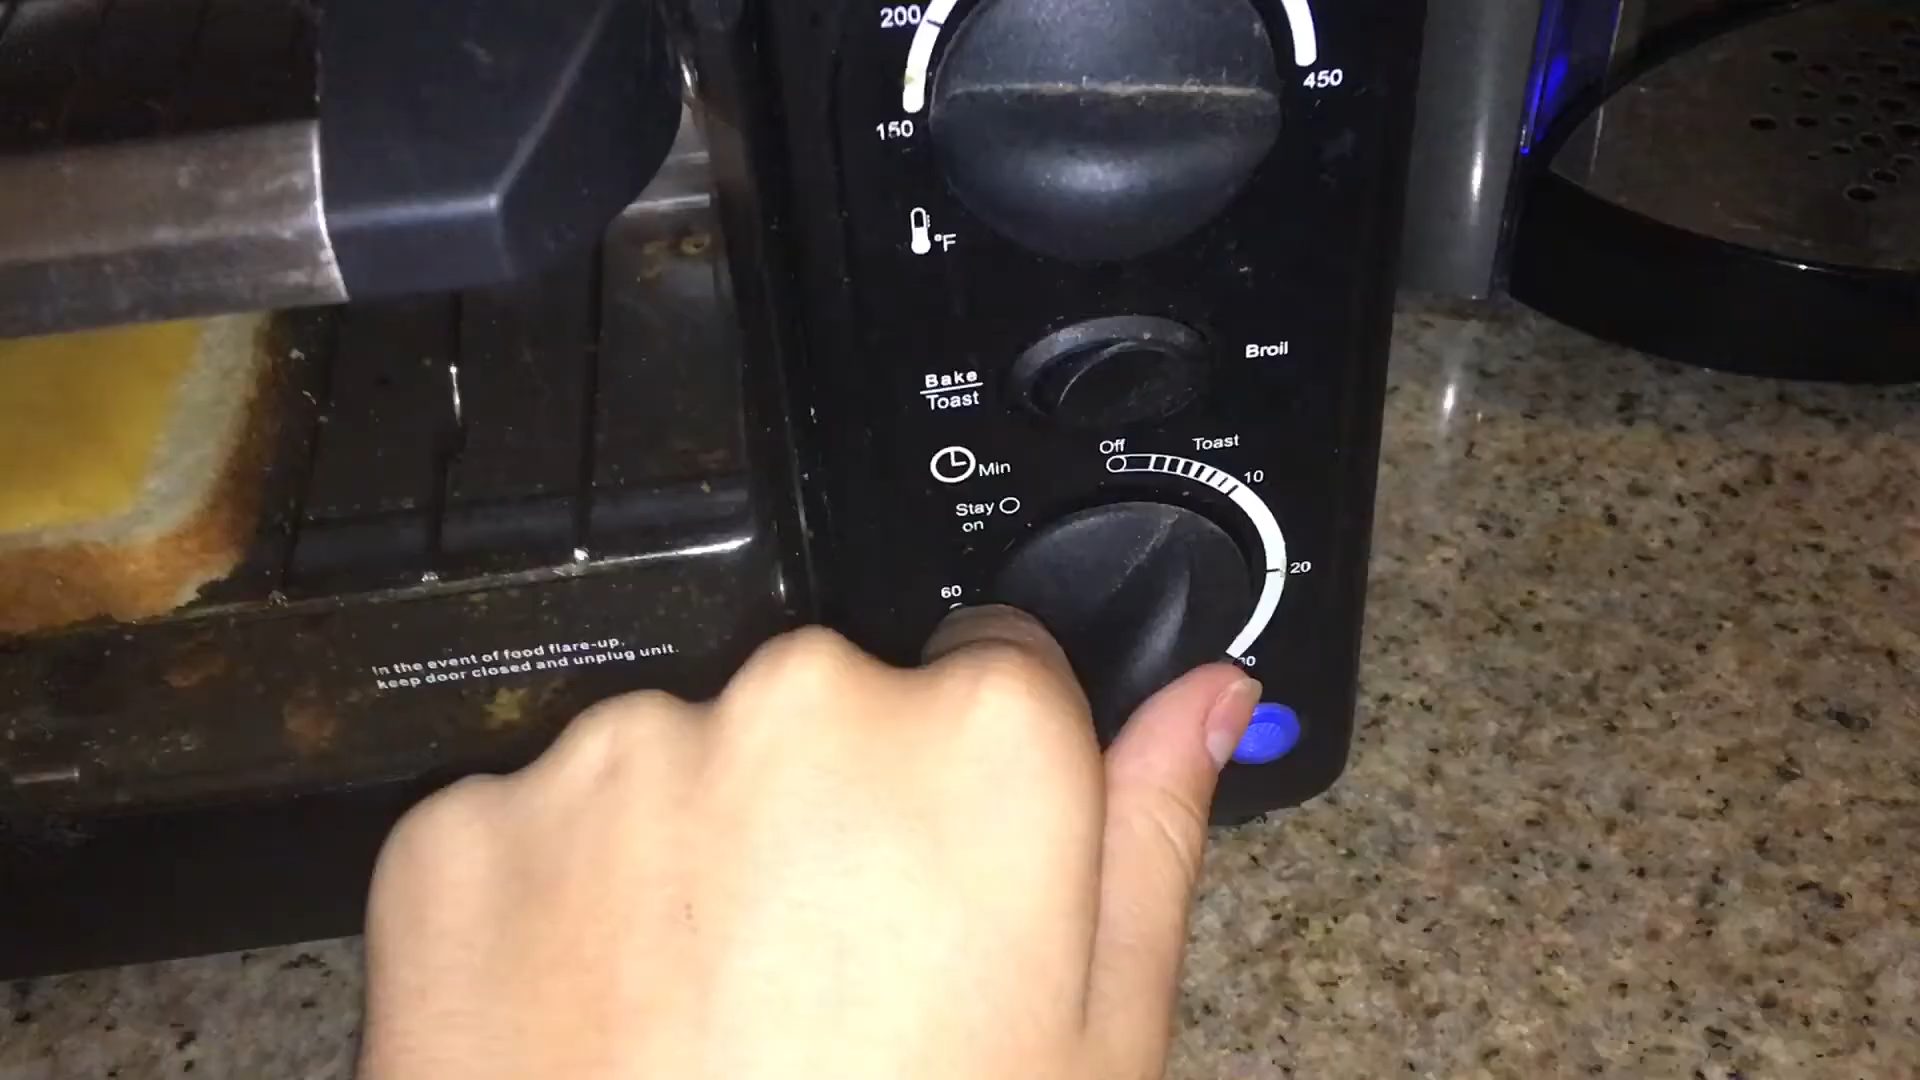 200
450
150
°F
Broil
Bake
Toast
Off
Toast
Min
10
Stay
on
20
60
In the event of food flare-up,
keep door closed and unplug unit.